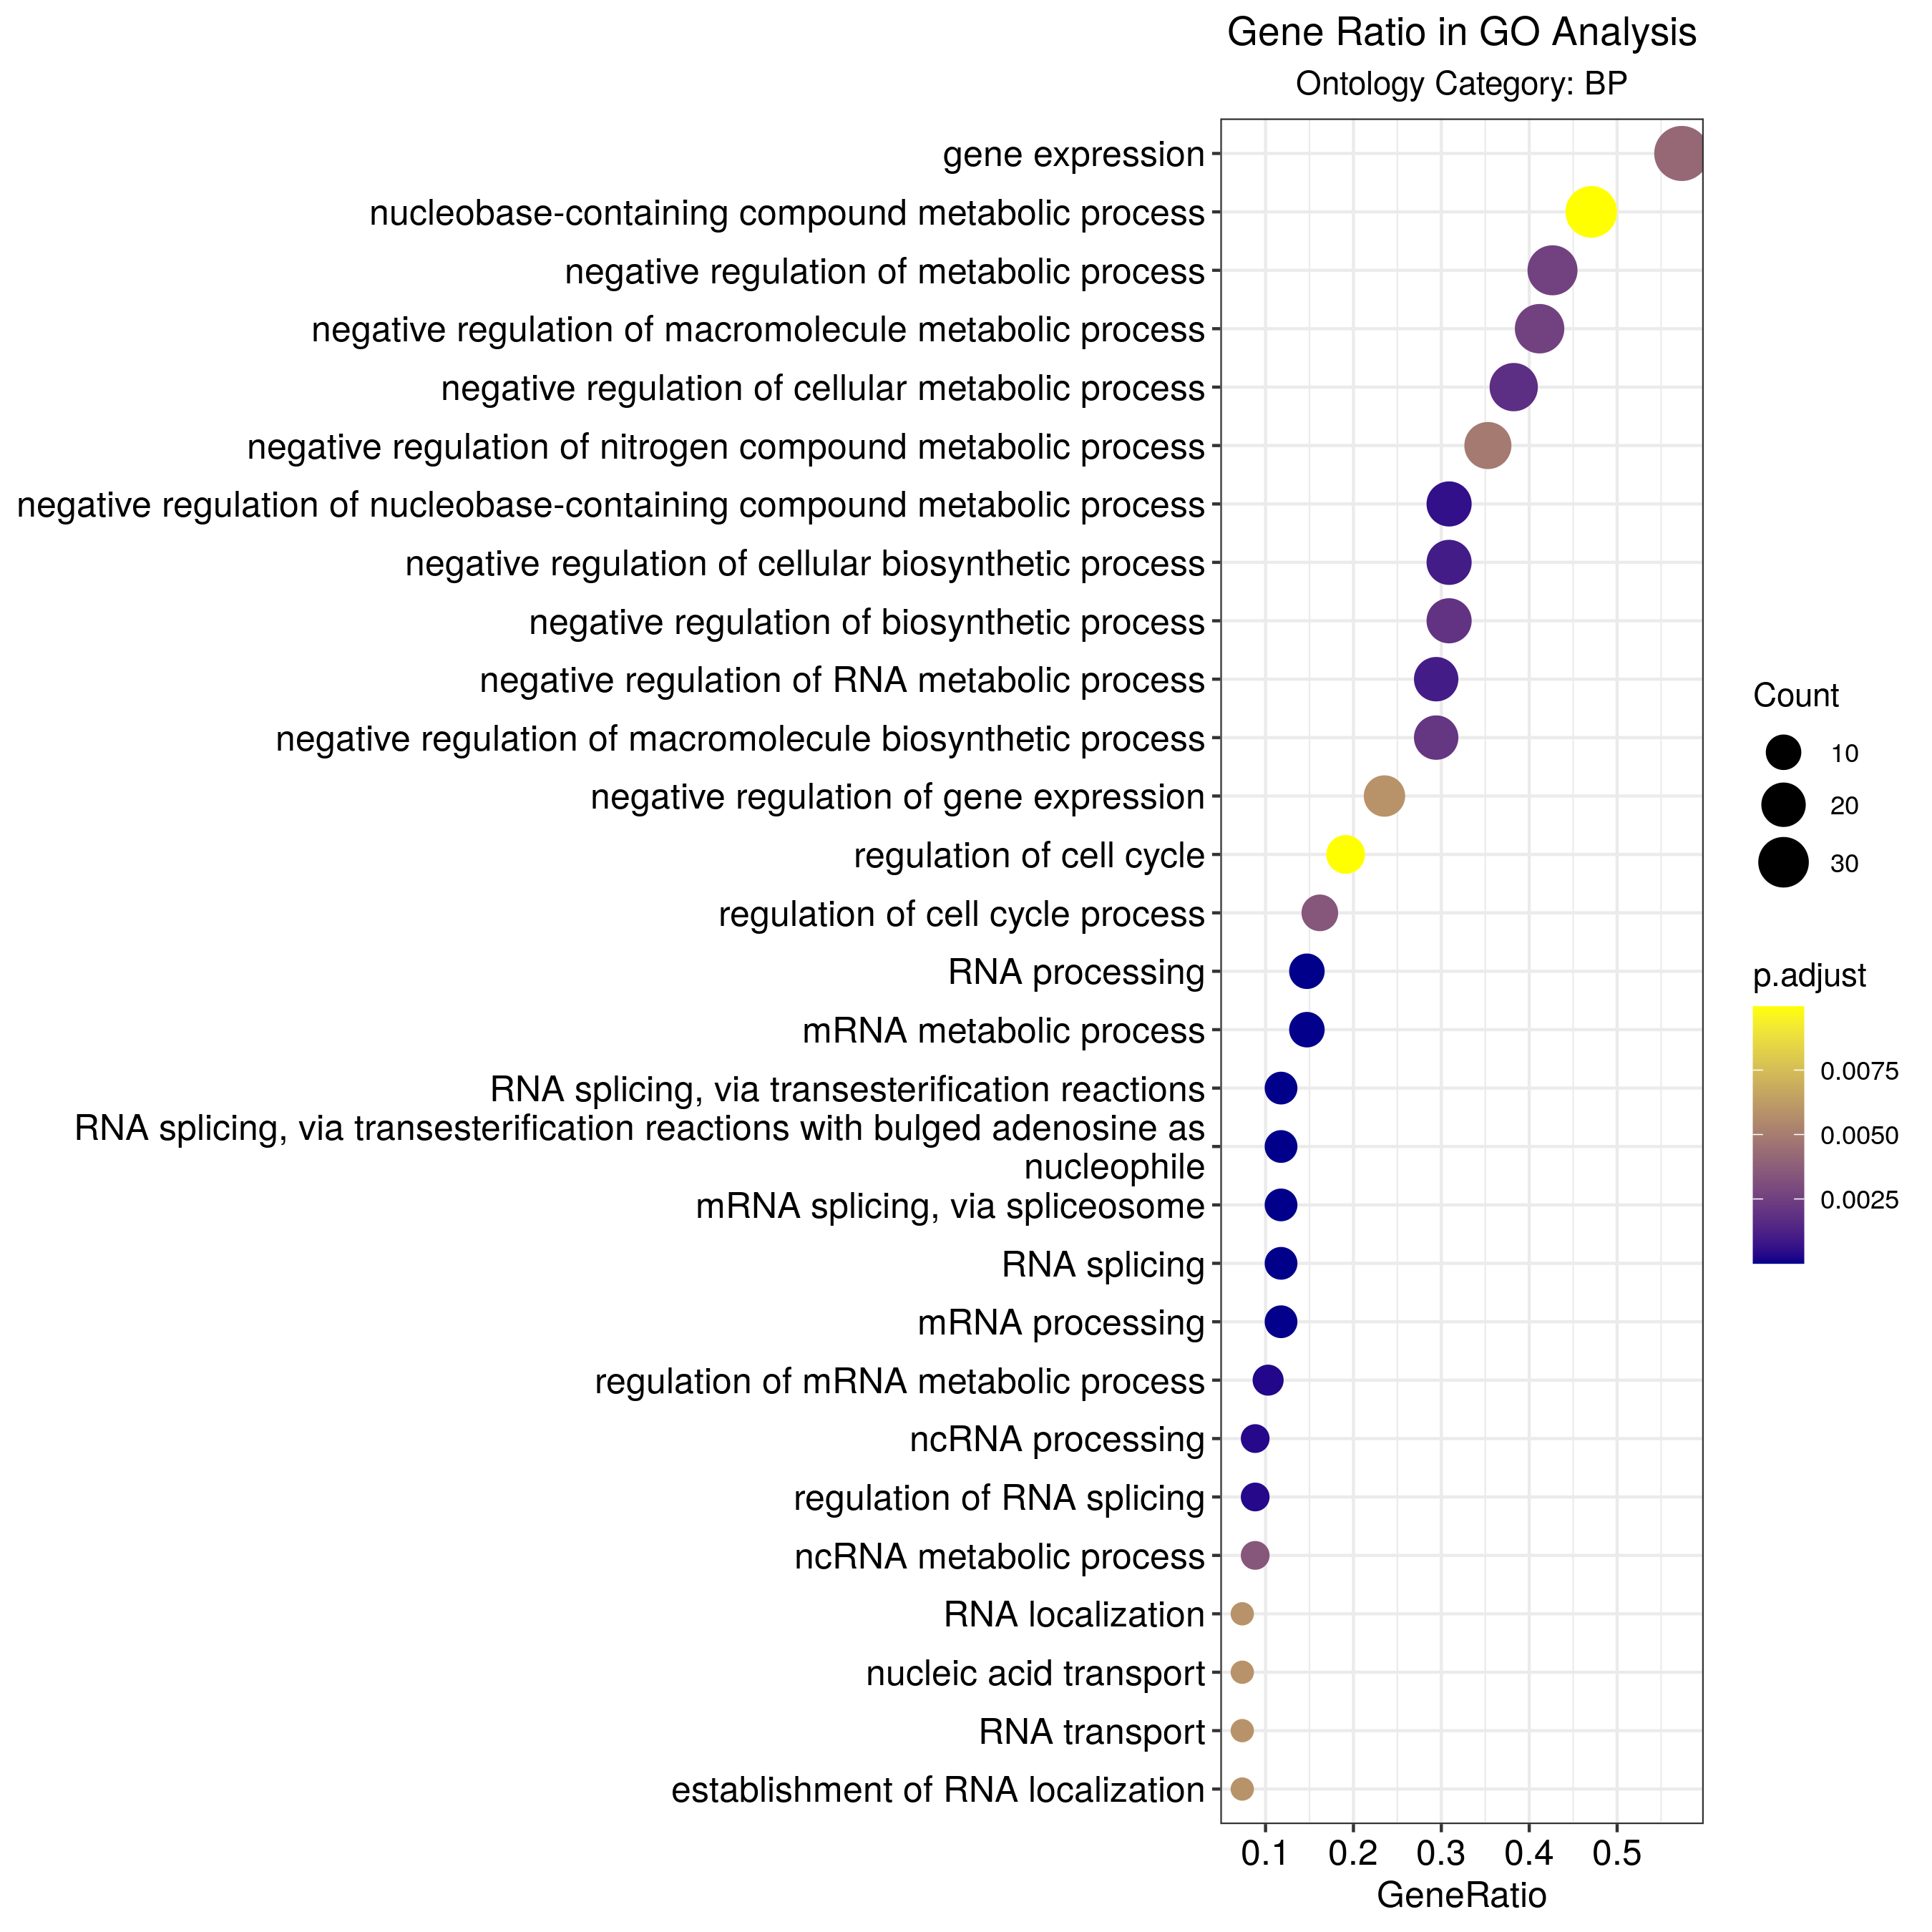 Gene Ratio in GO Analysis
Ontology Category: BP
gene expression
nucleobase-containing compound metabolic process
negative regulation of metabolic process
negative regulation of macromolecule metabolic process
negative regulation of cellular metabolic process
negative regulation of nitrogen compound metabolic process
negative regulation of nucleobase-containing compound metabolic process
negative regulation of cellular biosynthetic process
negative regulation of biosynthetic process
negative regulation of RNA metabolic process
negative regulation of macromolecule biosynthetic process
negative regulation of gene expression
regulation of cell cycle
regulation of cell cycle process
RNA processing
mRNA metabolic process
RNA splicing, via transesterification reactions
RNA splicing, via transesterification reactions with bulged adenosine as
nucleophile
mRNA splicing, via spliceosome
RNA splicing
mRNA processing
regulation of mRNA metabolic process
ncRNA processing
regulation of RNA splicing
ncRNA metabolic process
RNA localization
nucleic acid transport
RNA transport
establishment of RNA localization
0.1 0.2 0.3 0.4 0.5
GeneRatio
Count
10
20
30
p.adjust
0.0075
0.0050
0.0025